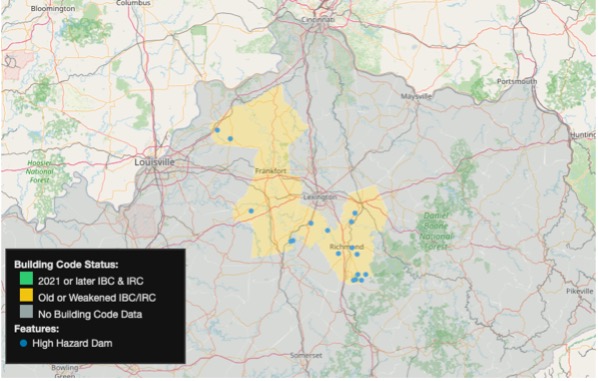 Bloomington
Columbus
Cincinnati
Portsmouth
Maysville
Hunting
Louisville
Hoosier
National
Forest
Frankfort
Lexington
Daniel
Boone
National
Forest
Richmond
Building Code Status:
2021 or later IBC & IRC
Old or Weakened IBC/IRC
No Building Code Data
Features:
High Hazard Dam
Pikeville
Somerset
Bowling
Green